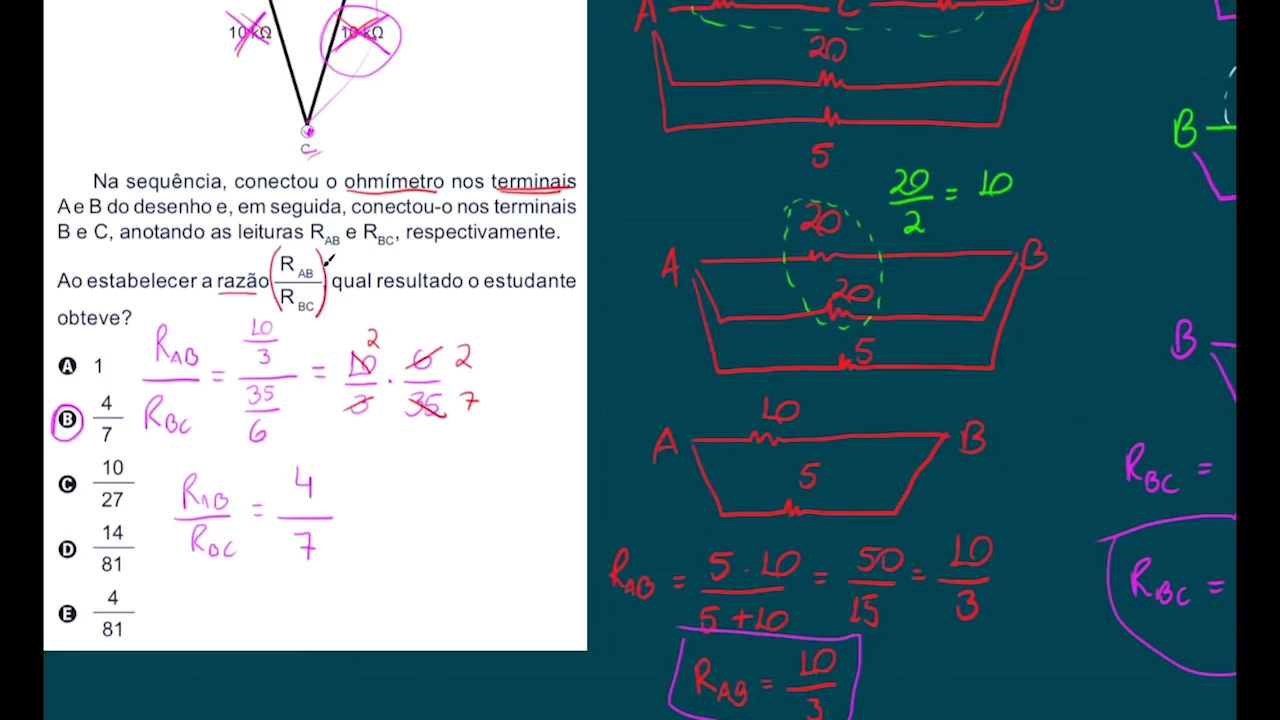 10 kΩ 10 kΩ
C
Na sequência, conectou o ohmímetro nos terminais
A e B do desenho e, em seguida, conectou-o nos terminais
B e C, anotando as leituras R_AB e R_BC, respectivamente.
Ao estabelecer a razão (R_AB / R_BC), qual resultado o estudante
obteve?
A 1
B 4/7
C 10/27
D 14/81
E 4/81
R_AB / R_BC = (10/3) / (35/6) = 10/3 . 6/35
2 2
7
R_AB / R_BC = 4 / 7
A C
20
5
20/2 = 10
20
A B
20
5
10
A B
5
R_AB = 5 . 10 / 5 + 10 = 50/15 = 10/3
R_AB = 10/3
B
B
R_BC =
R_BC =